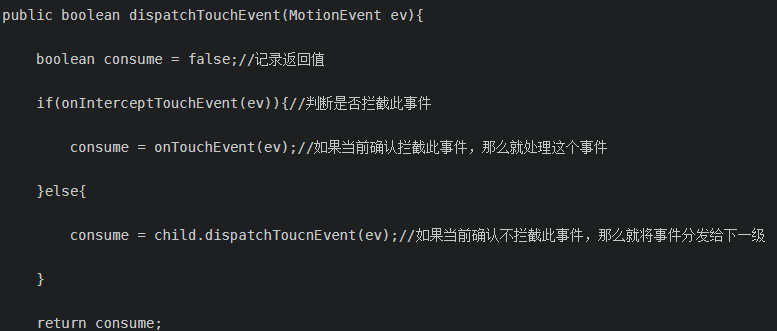 public boolean dispatchTouchEvent(MotionEvent ev){
boolean consume = false;//记录返回值
if(onInterceptTouchEvent(ev)){//判断是否拦截此事件
consume = onTouchEvent(ev);//如果当前确认拦截此事件，那么就处理这个事件
}else{
consume = child.dispatchToucnEvent(ev);//如果当前确认不拦截此事件，那么就将事件分发给下一级
}
return consume;